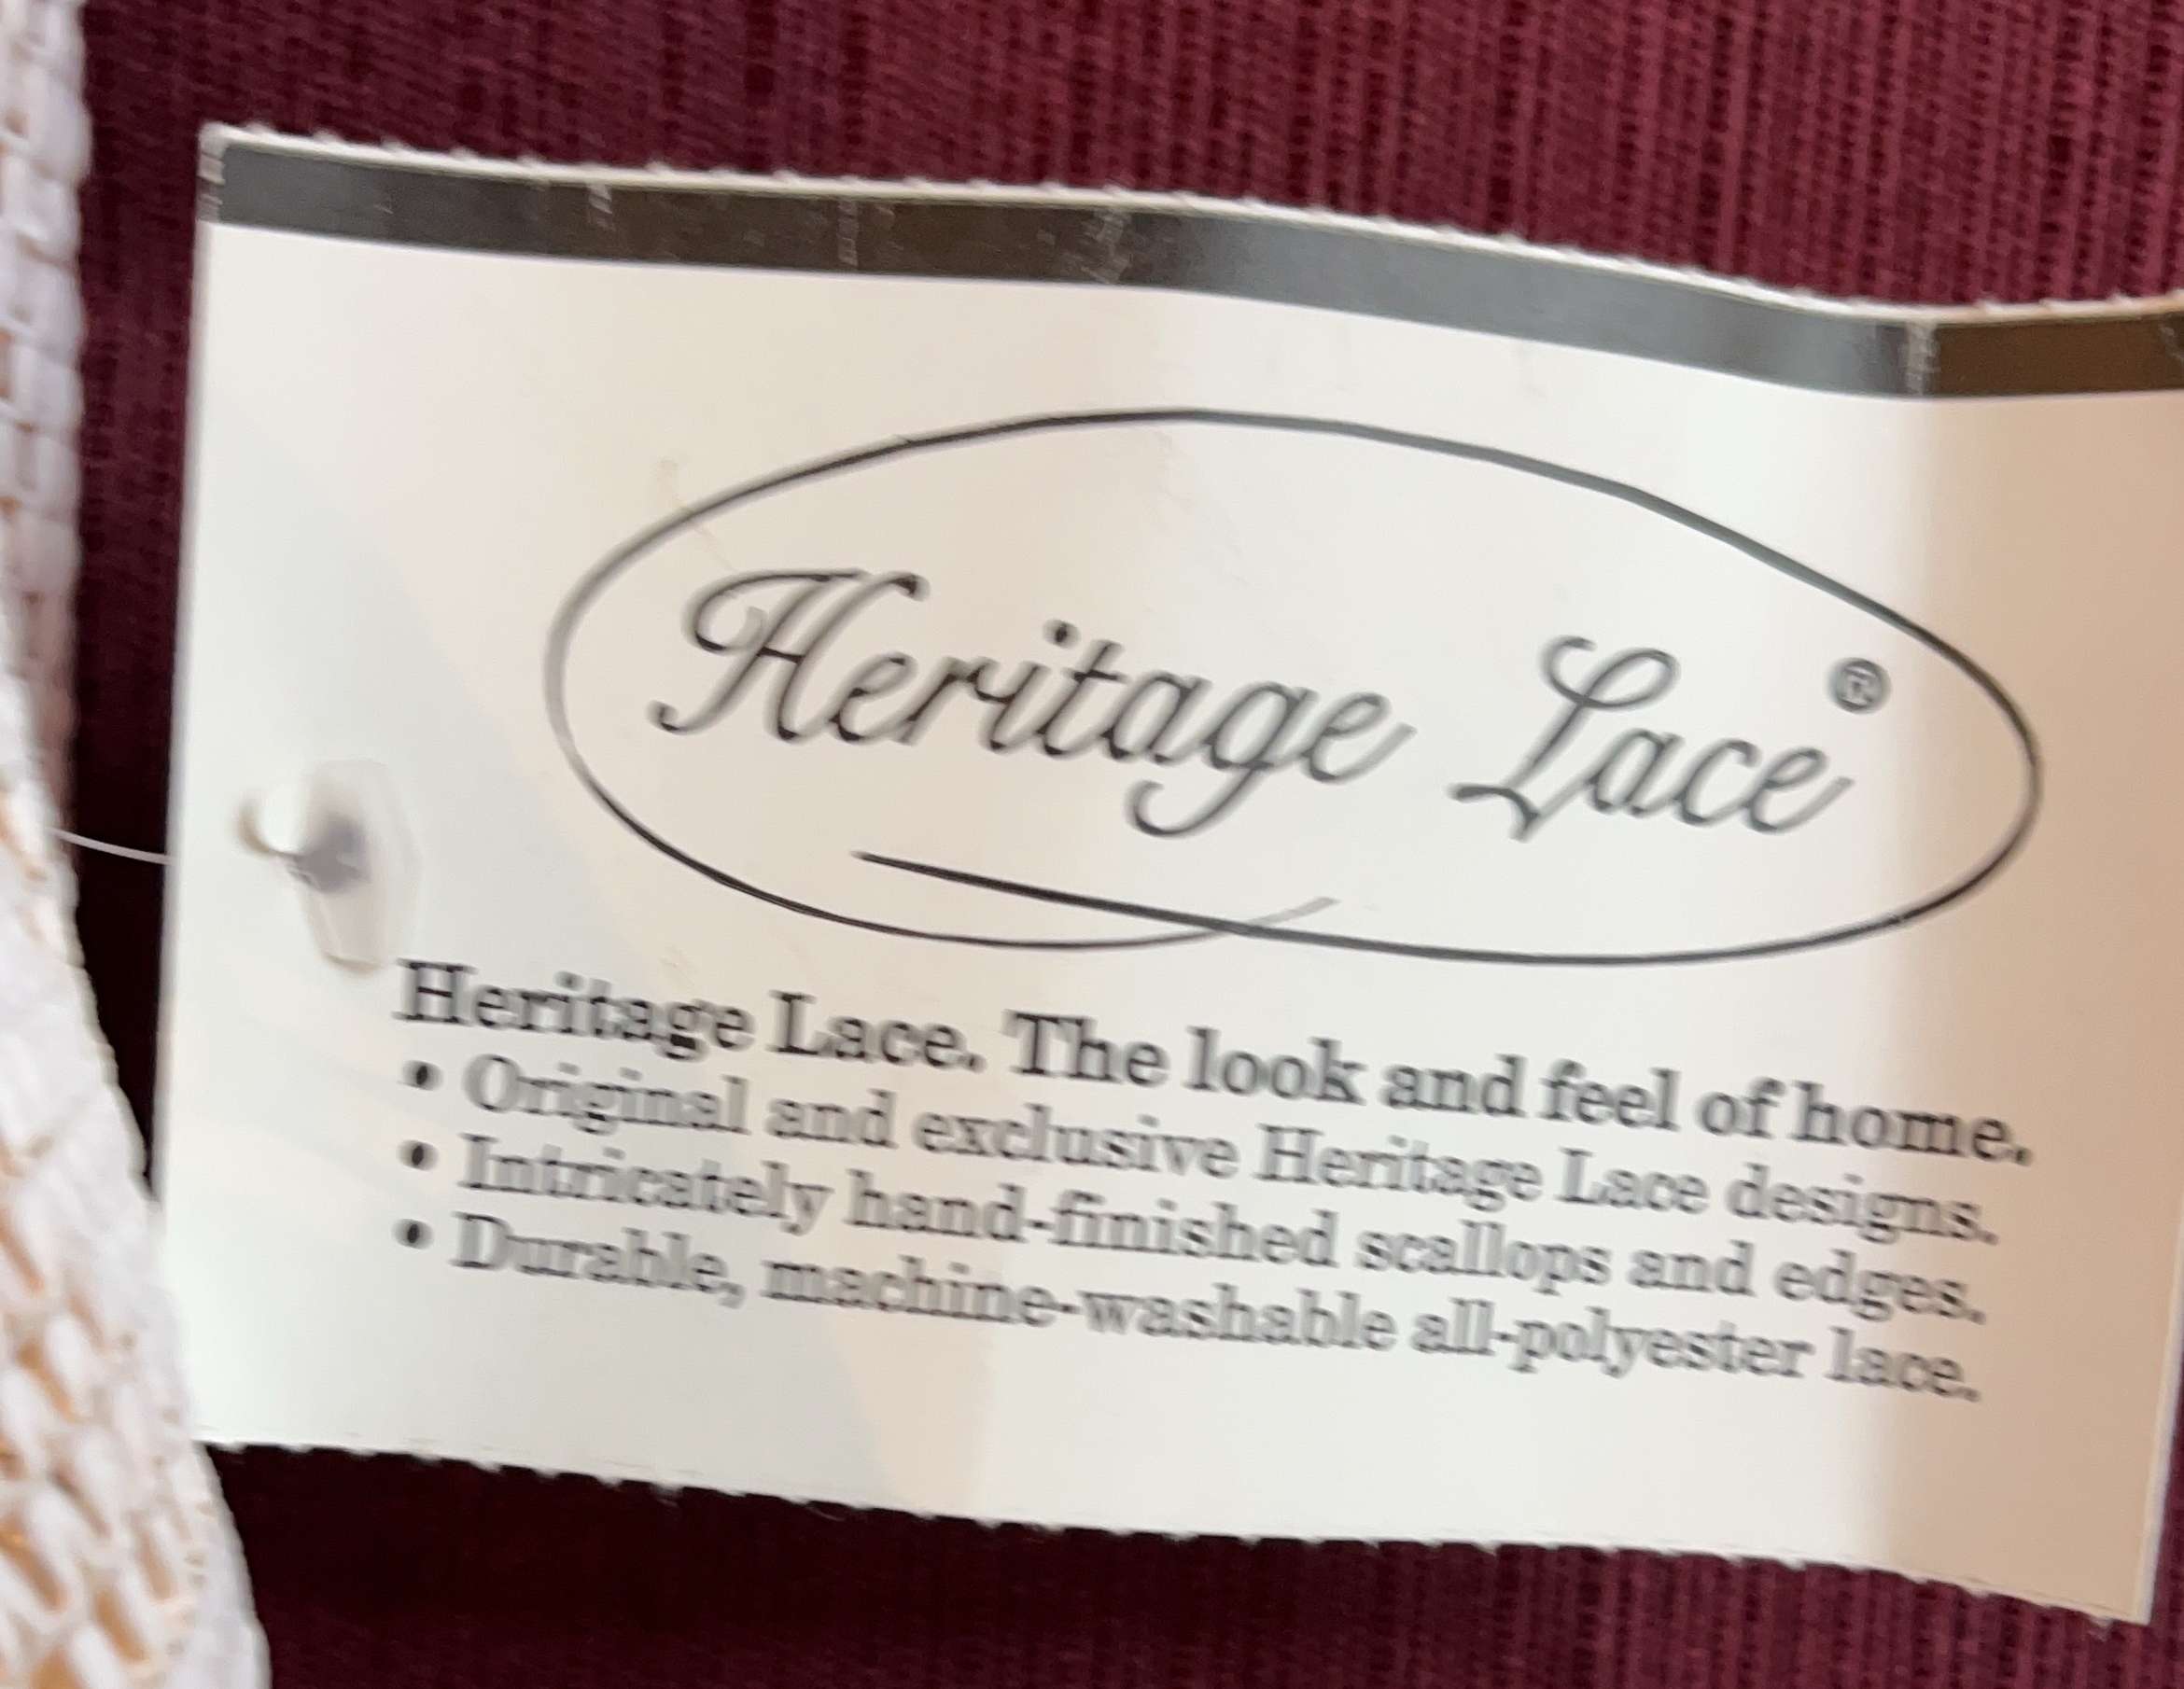 Heritage Lace®
Heritage Lace. The look and feel of home.
• Original and exclusive Heritage Lace designs.
• Intricately hand-finished scallops and edges.
• Durable, machine-washable all-polyester lace.